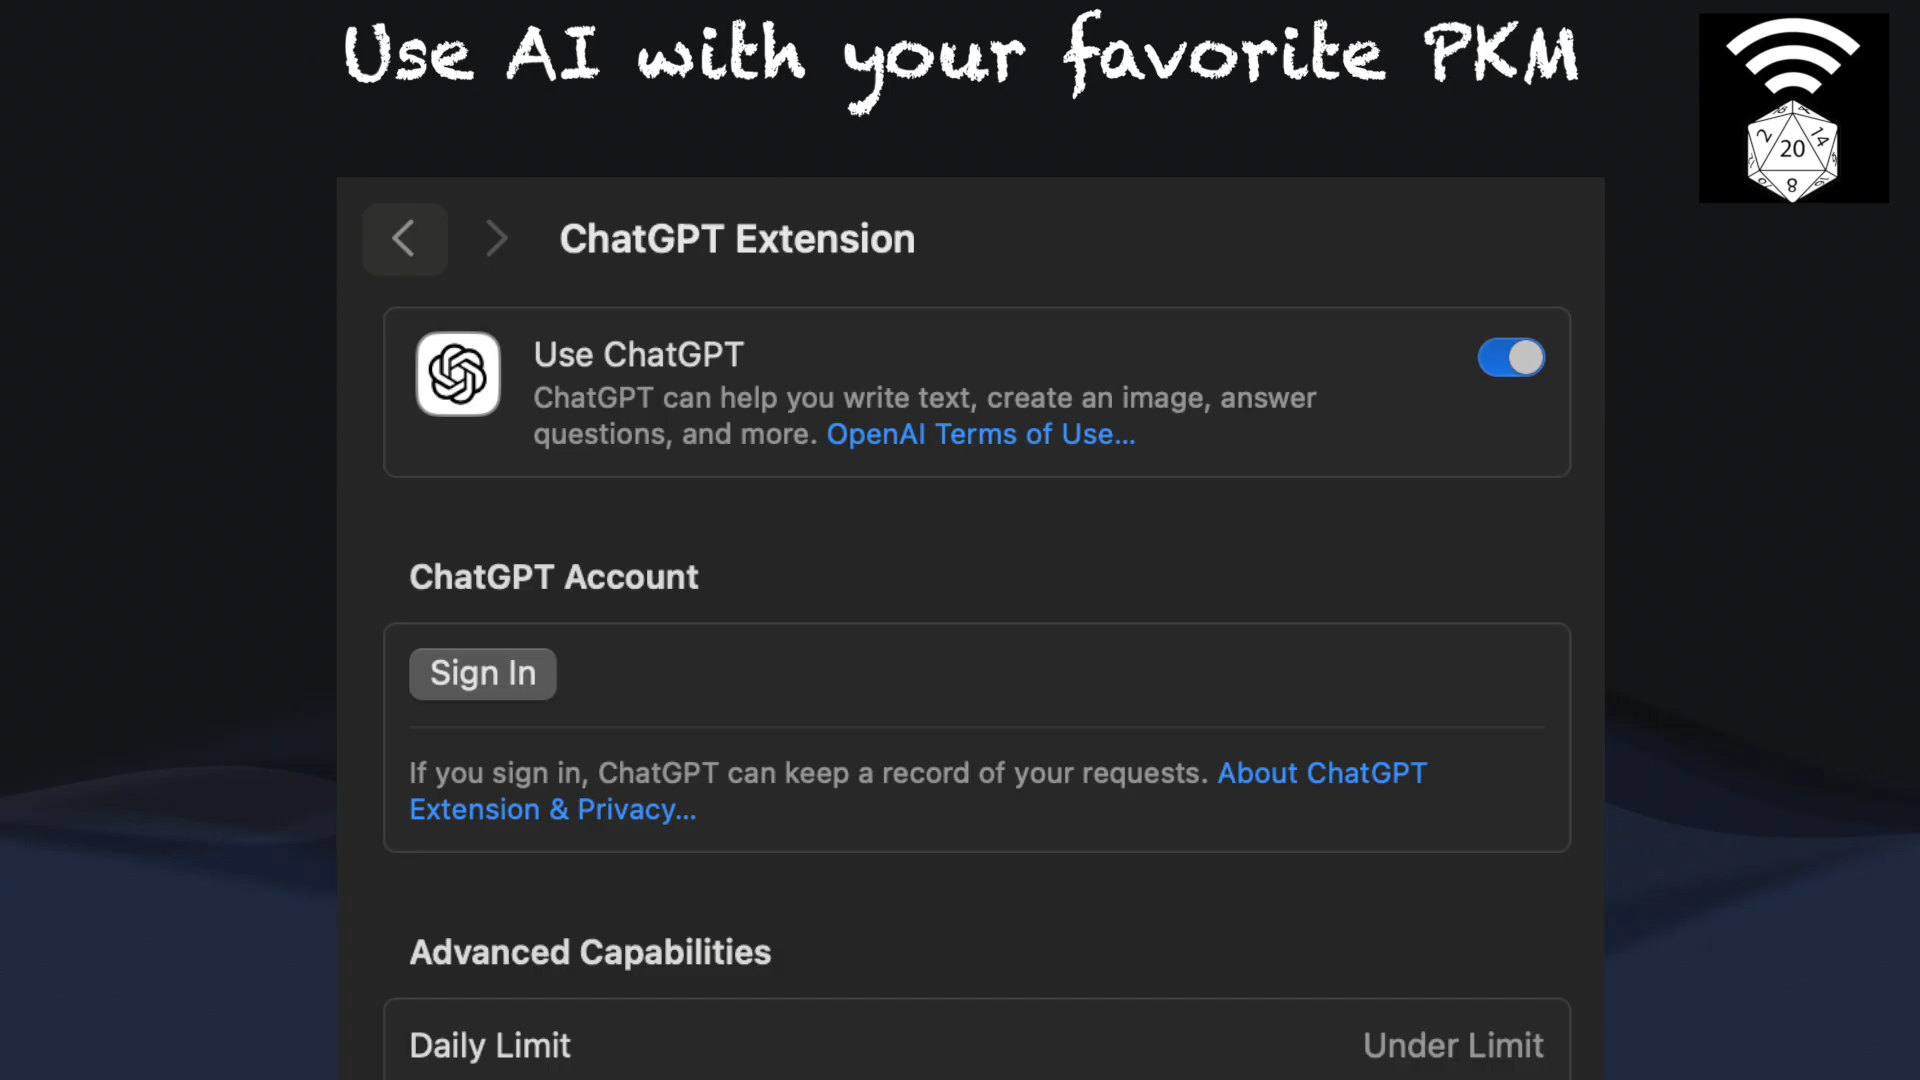 Use AI with your favorite PKM
20
2
14
8
ChatGPT Extension
Use ChatGPT
ChatGPT can help you write text, create an image, answer
questions, and more. OpenAI Terms of Use...
ChatGPT Account
Sign In
If you sign in, ChatGPT can keep a record of your requests. About ChatGPT
Extension & Privacy...
Advanced Capabilities
Daily Limit
Under Limit